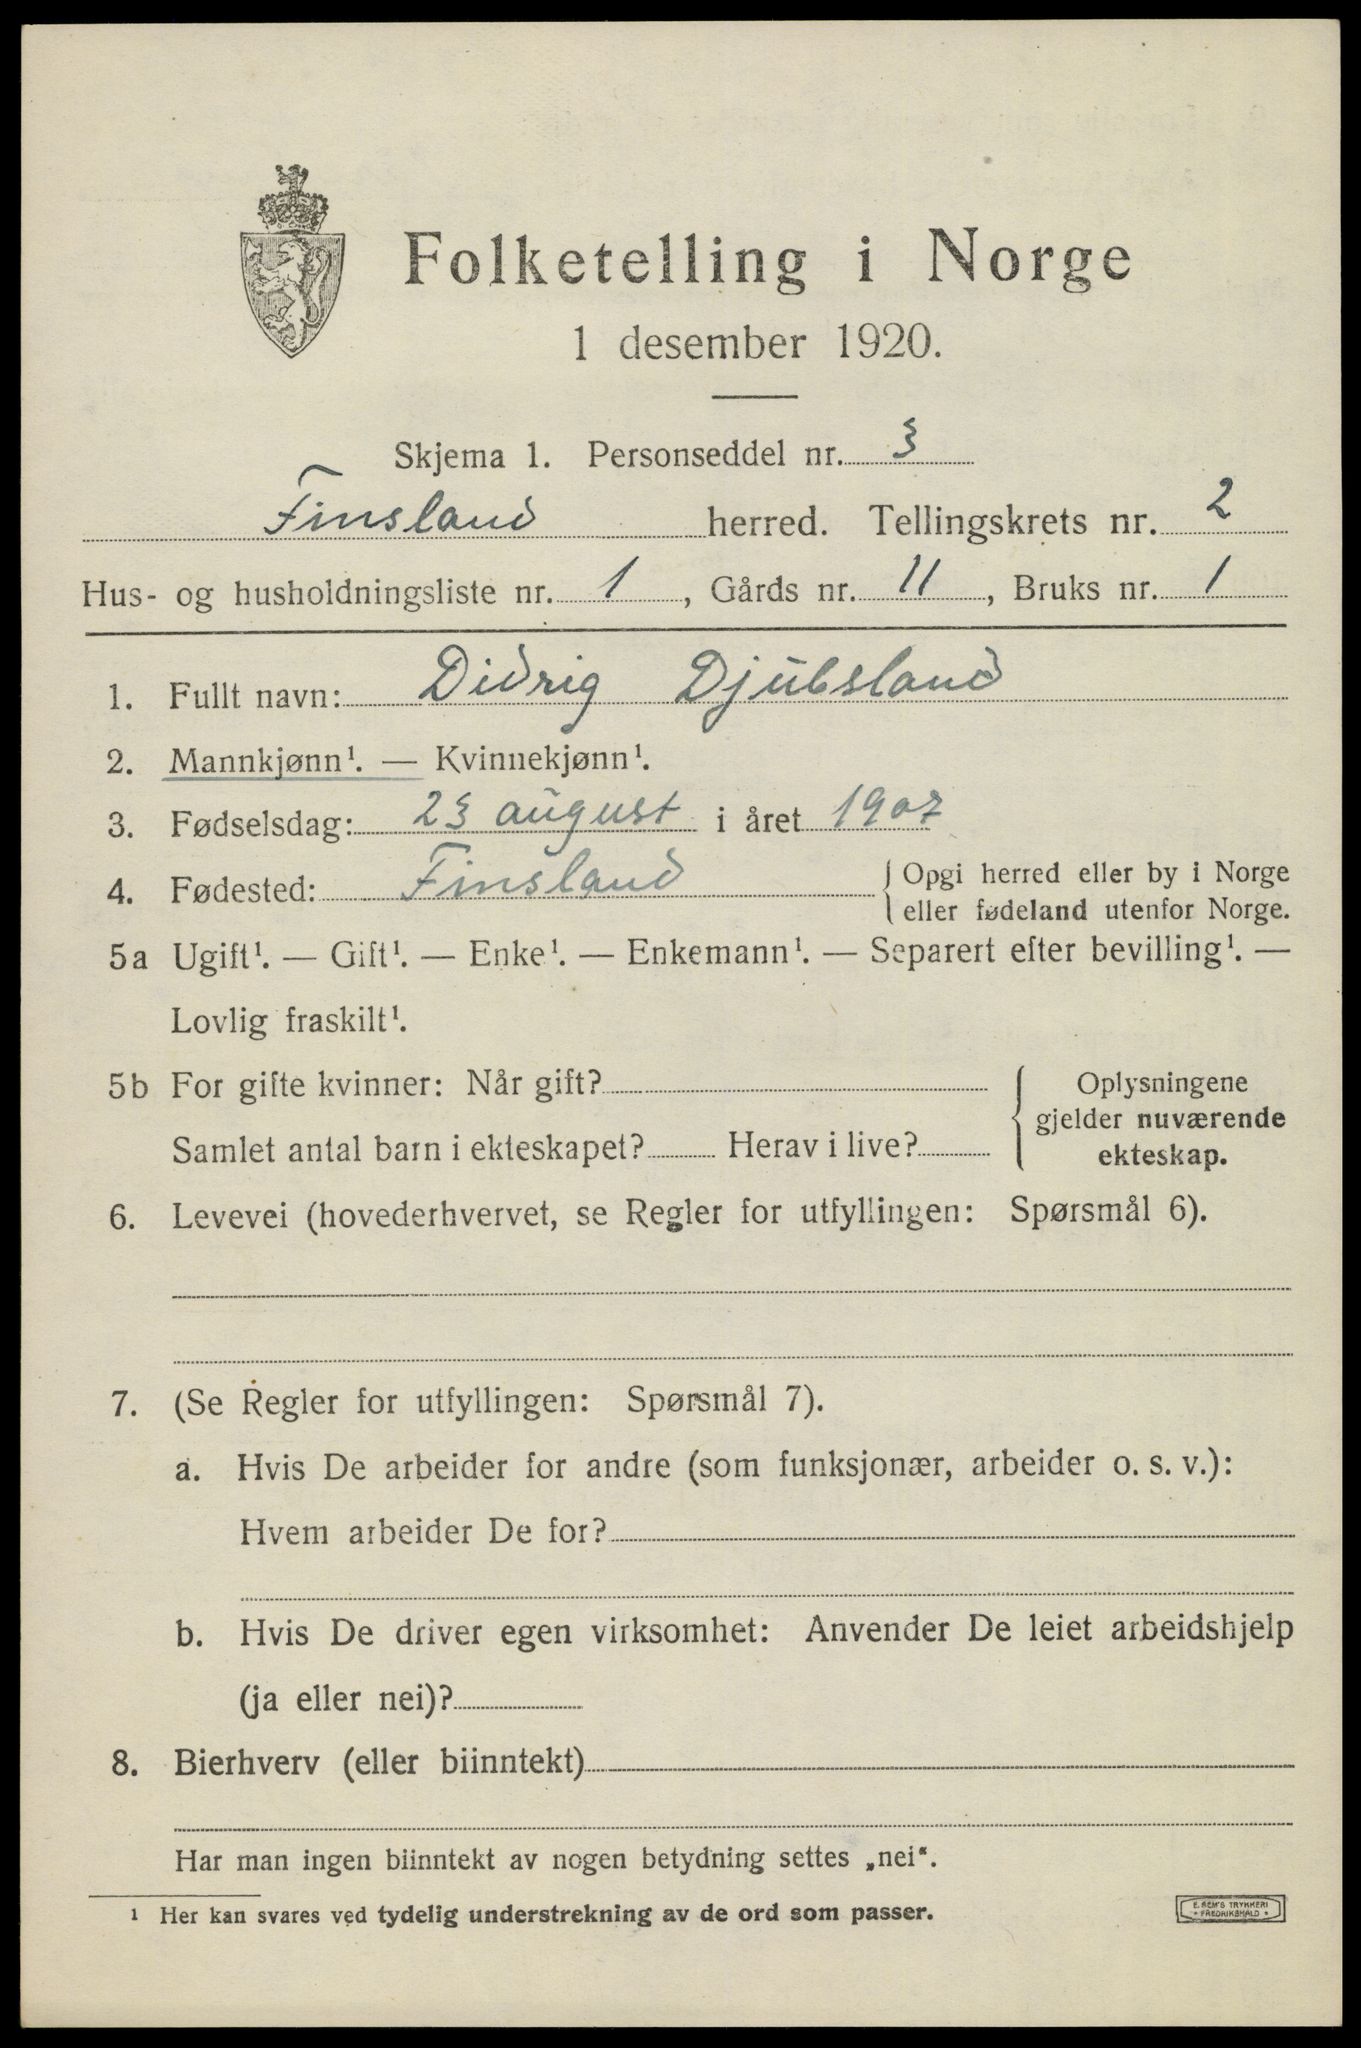 Folketelling i Norge
1 desember 1920.
Skjema 1. Personseddel nr. 3
Finsland herred. Tellingskrets nr. 2
Hus- og husholdningsliste nr. 1, Gårds nr. 11, Bruks nr. 1
1. Fullt navn: Didrig Djubsland
2. Mannkjønn¹. — Kvinnekjønn¹.
3. Fødselsdag: 23 august i året 1907
4. Fødested: Finsland { Opgi herred eller by i Norge
eller fødeland utenfor Norge.
5a Ugift¹. — Gift¹. — Enke¹. — Enkemann¹. — Separert efter bevilling¹. —
Lovlig fraskilt¹.
5b For gifte kvinner: Når gift? { Oplysningene
gjelder nuværende
Samlet antal barn i ekteskapet? Herav i live? ekteskap.
6. Levevei (hovederhvervet, se Regler for utfyllingen: Spørsmål 6).
7. (Se Regler for utfyllingen: Spørsmål 7).
a. Hvis De arbeider for andre (som funksjonær, arbeider o. s. v.):
Hvem arbeider De for?
b. Hvis De driver egen virksomhet: Anvender De leiet arbeidshjelp
(ja eller nei)?
8. Bierhverv (eller biinntekt)
Har man ingen biinntekt av nogen betydning settes „nei“.
¹ Her kan svares ved tydelig understrekning av de ord som passer.
E. SEM'S TRYKKERI
• FREDRIKSHALD •